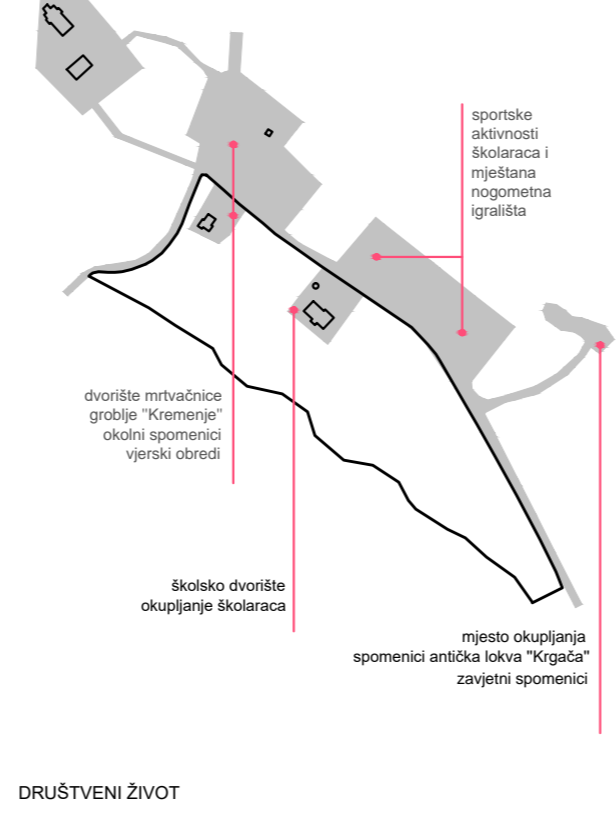 sportske
aktivnosti
školaraca i
mještana
nogometna
igrališta
dvorište mrtvačnice
groblje "Kremenje"
okolni spomenici
vjerski obredi
školsko dvorište
okupljanje školaraca
mjesto okupljanja
spomenici antička lokva "Krgača"
zavjetni spomenici
DRUŠTVENI ŽIVOT